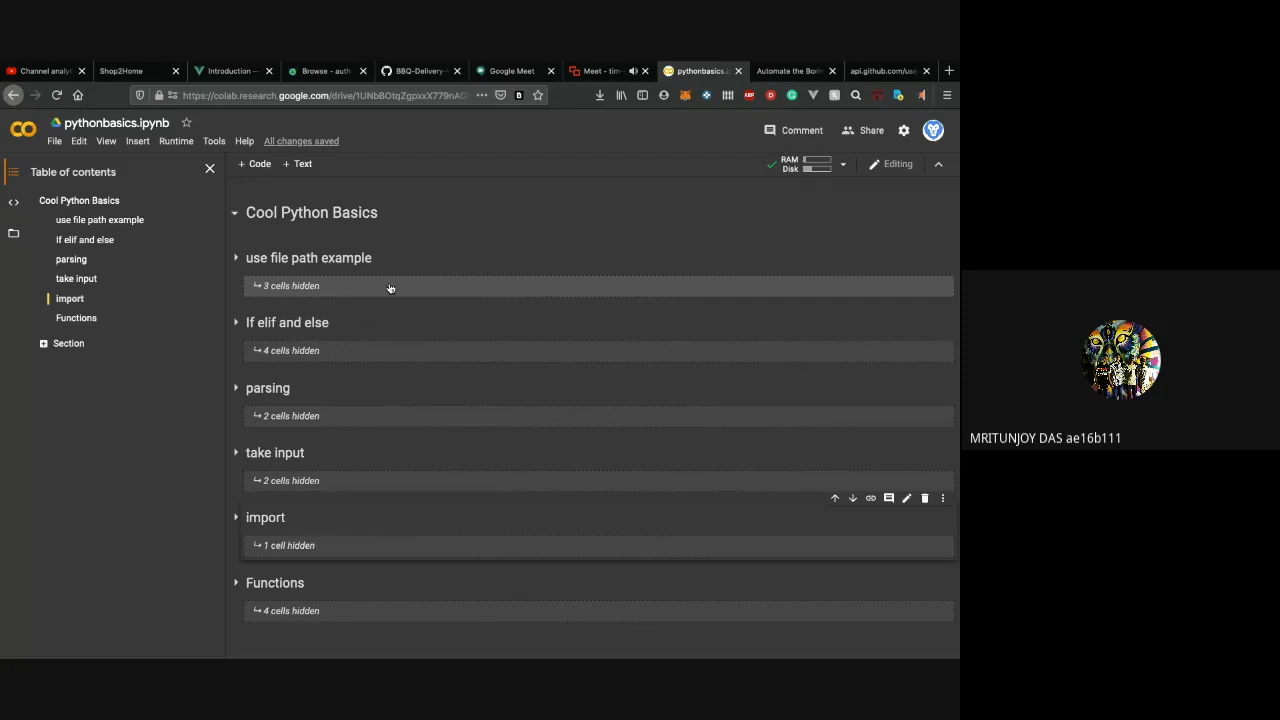 Channel analyt
Shop2Home
Introduction —
Browse - auth
BBQ-Delivery-
Google Meet
Meet - tim-
pythonbasics.i
Automate the Borin
api.github.com/use
https://colab.research.google.com/drive/1UNbBOtqZgpxxX779nAG
pythonbasics.ipynb
Comment
Share
File Edit View Insert Runtime Tools Help All changes saved
Table of contents
+ Code + Text
RAM
Disk
Editing
Cool Python Basics
use file path example
If elif and else
parsing
take input
import
Functions
Section
Cool Python Basics
use file path example
3 cells hidden
If elif and else
4 cells hidden
parsing
2 cells hidden
take input
2 cells hidden
import
1 cell hidden
Functions
4 cells hidden
MRITUNJOY DAS ae16b111